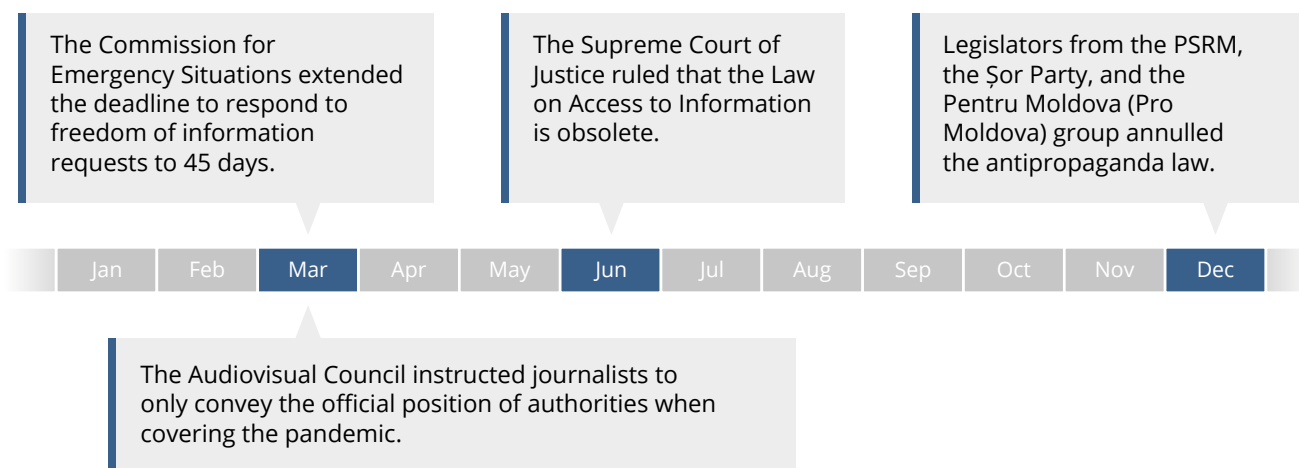 The Commission for
Emergency Situations extended
the deadline to respond to
freedom of information
requests to 45 days.
The Supreme Court of
Justice ruled that the Law
on Access to Information
is obsolete.
Legislators from the PSRM,
the Șor Party, and the
Pentru Moldova (Pro
Moldova) group annulled
the antipropaganda law.
Jan Feb Mar Apr May Jun Jul Aug Sep Oct Nov Dec
The Audiovisual Council instructed journalists to
only convey the official position of authorities when
covering the pandemic.